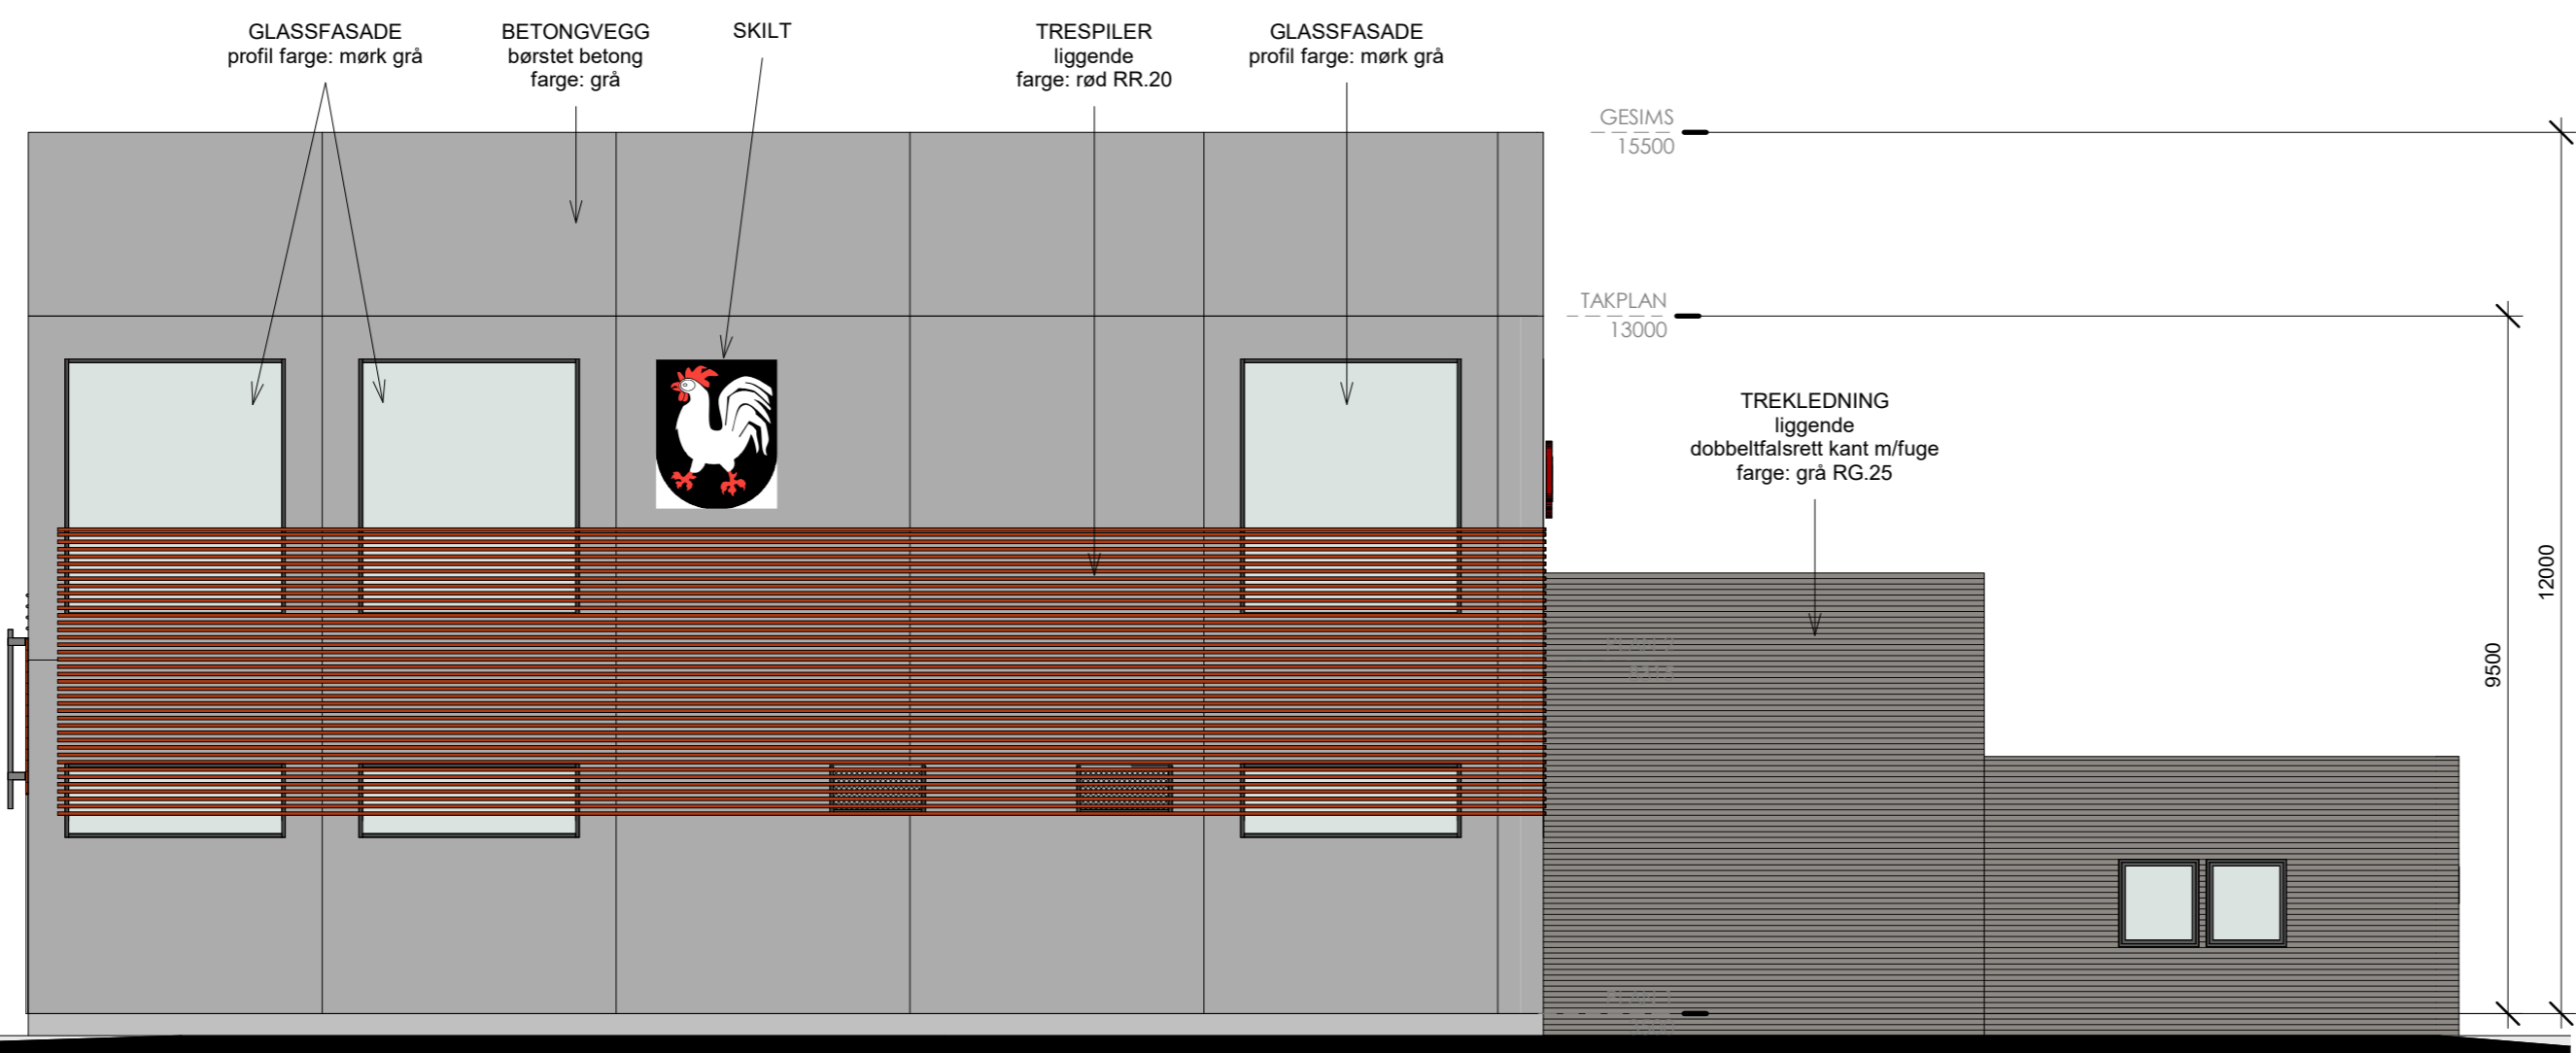 GLASSFASADE
profil farge: mørk grå
BETONGVEGG
børstet betong
farge: grå
SKILT
TRESPILER
liggende
farge: rød RR.20
GLASSFASADE
profil farge: mørk grå
GESIMS
15500
TAKPLAN
13000
TREKLEDNING
liggende
dobbeltfalsrett kant m/fuge
farge: grå RG.25
12000
9500